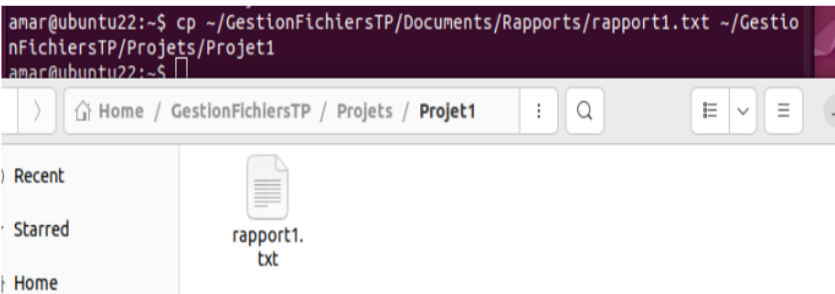 amar@ubuntu22:~$ cp ~/GestionFichiersTP/Documents/Rapports/rapport1.txt ~/Gestio
nFichiersTP/Projets/Projet1
amar@ubuntu22:~$
Home / GestionFichiersTP / Projets / Projet1
Recent
Starred
Home
rapport1.
txt